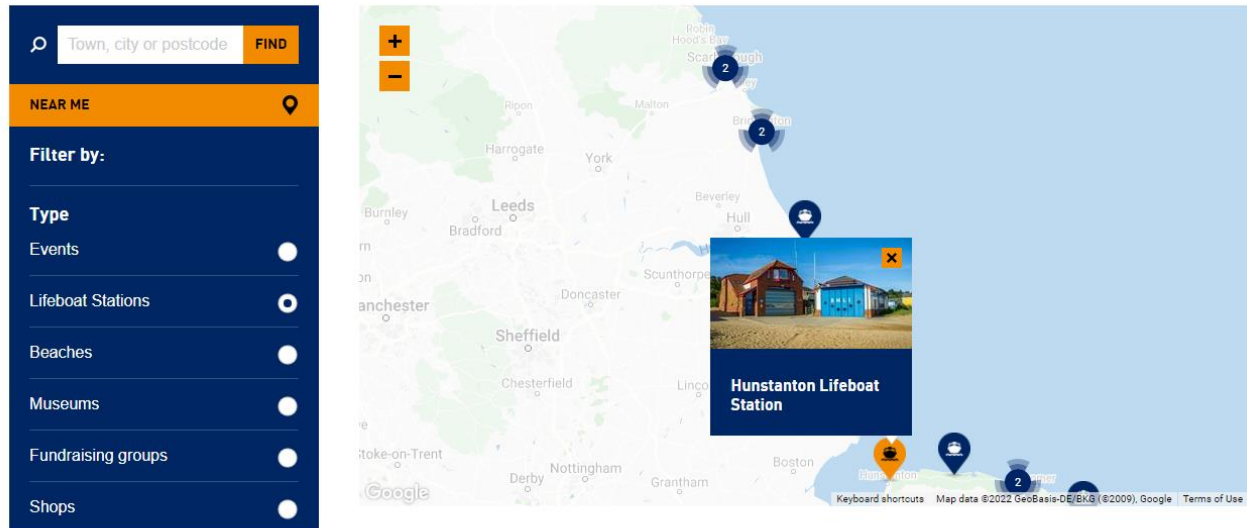 Town, city or postcode
FIND
NEAR ME
Filter by:
Type
Events
Lifeboat Stations
Beaches
Museums
Fundraising groups
Shops
+
−
2
2
Malton
Ripon
Harrogate
York
Beverley
Burnley
Leeds
Bradford
Hull
Scunthorpe
Doncaster
Sheffield
Chesterfield
Hunstanton Lifeboat
Station
Stoke-on-Trent
Nottingham
Derby
Grantham
Boston
2
Google
Keyboard shortcuts
Map data ©2022 GeoBasis-DE/BKG (©2009), Google
Terms of Use